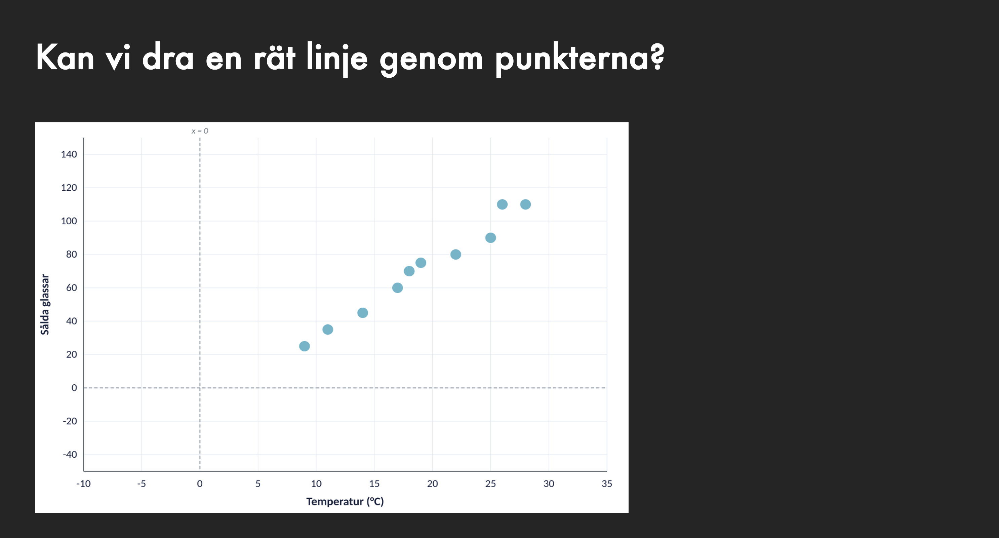 Kan vi dra en rät linje genom punkterna?
x = 0
140
120
100
80
60
40
20
0
-20
-40
Sålda glassar
-10 -5 0 5 10 15 20 25 30 35
Temperatur (°C)